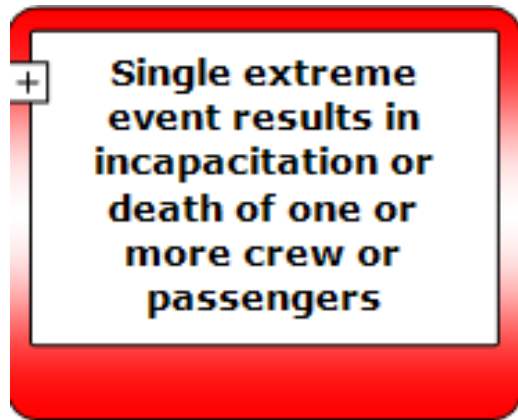 Single extreme
event results in
incapacitation or
death of one or
more crew or
passengers